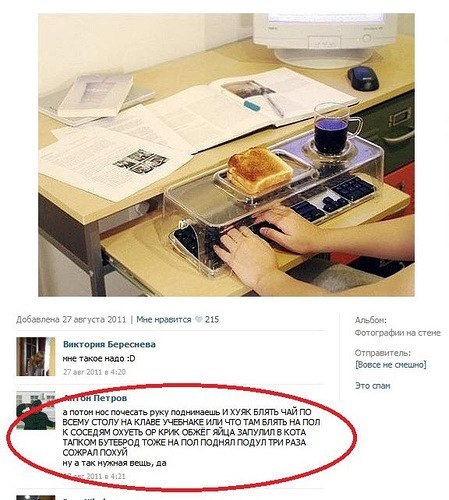 Добавлена 27 августа 2011 | Мне нравится 215
Альбом:
Фотографии на стене
Отправитель:
[Вовсе не смешно]
Это спам
Виктория Береснева
мне такое надо :D
27 авг 2011 в 4:20
Антон Петров
а потом нос почесать руку поднимаешь И ХУЯК БЛЯТЬ ЧАЙ ПО
ВСЕМУ СТОЛУ НА КЛАВЕ УЧЕБНАКЕ ИЛИ ЧТО ТАМ БЛЯТЬ НА ПОЛ
К СОСЕДЯМ ОХУЕТЬ ОР КРИК ОБЖЁГ ЯЙЦА ЗАПУЛИЛ В КОТА
ТАПКОМ БУТЕБРОД ТОЖЕ НА ПОЛ ПОДНЯЛ ПОДУЛ ТРИ РАЗА
СОЖРАЛ ПОХУЙ
ну а так нужная вещь, да
авг 2011 в 4:21